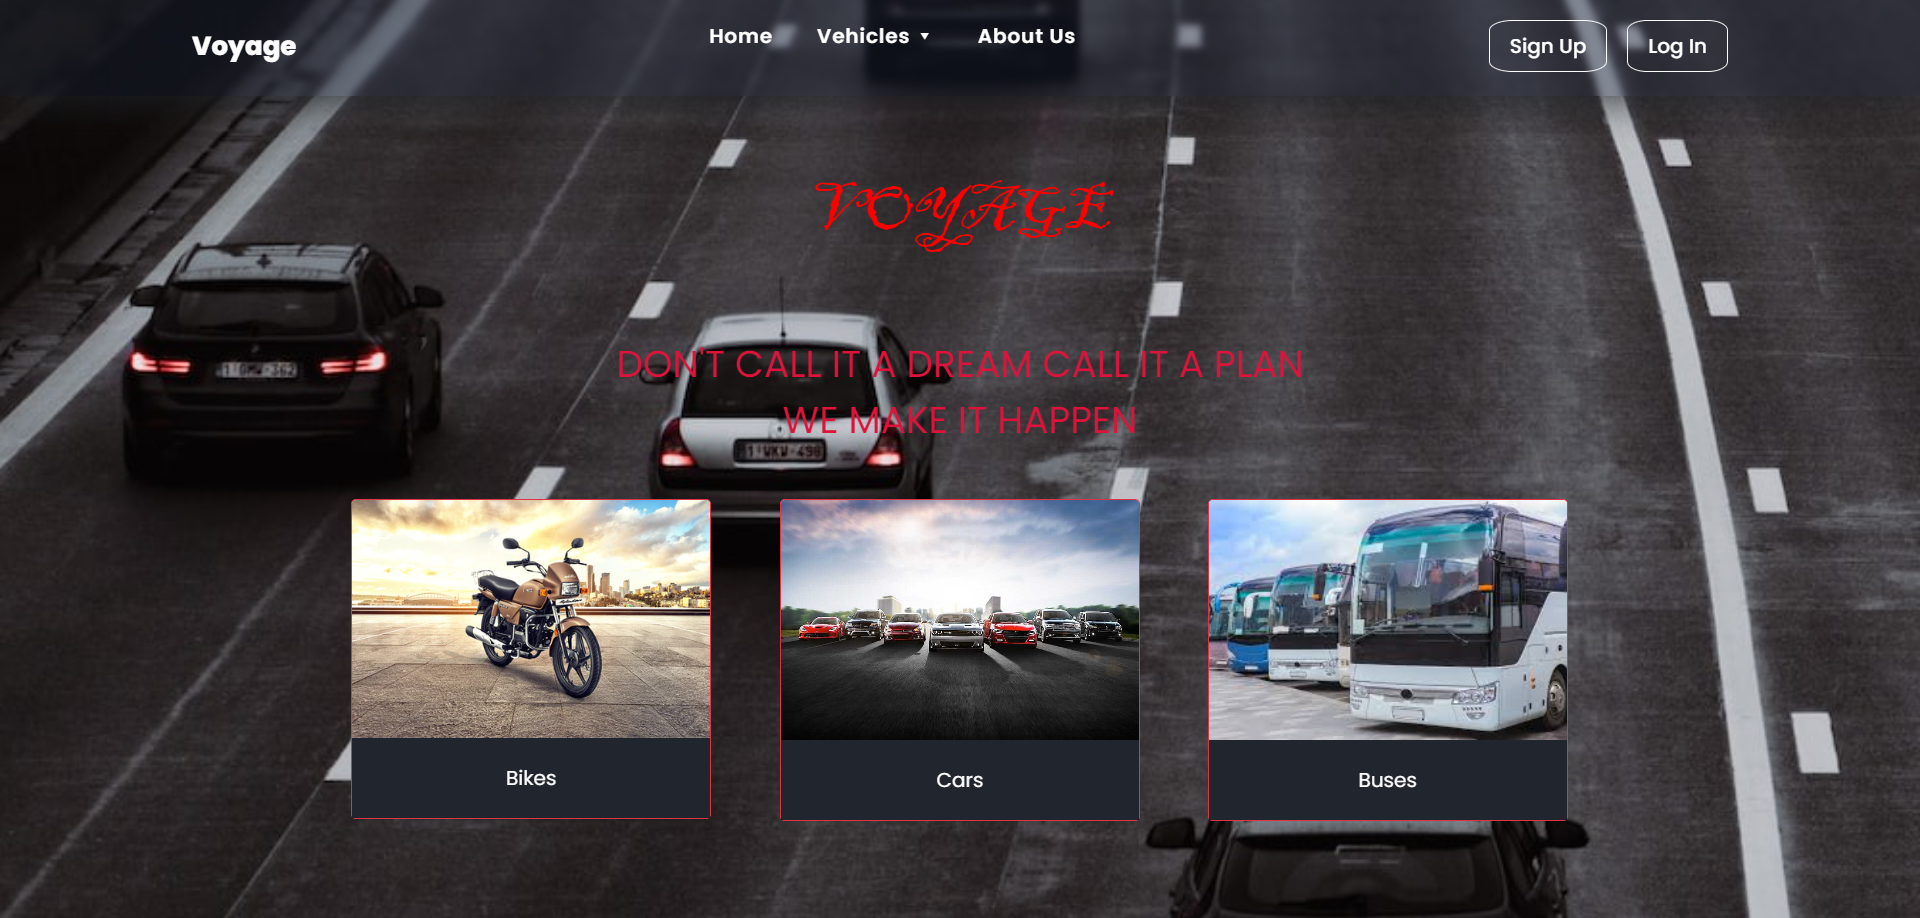 Voyage
Home
Vehicles
About Us
Sign Up
Log In
VOYAGE
DON'T CALL IT A DREAM CALL IT A PLAN
WE MAKE IT HAPPEN
Bikes
Cars
Buses